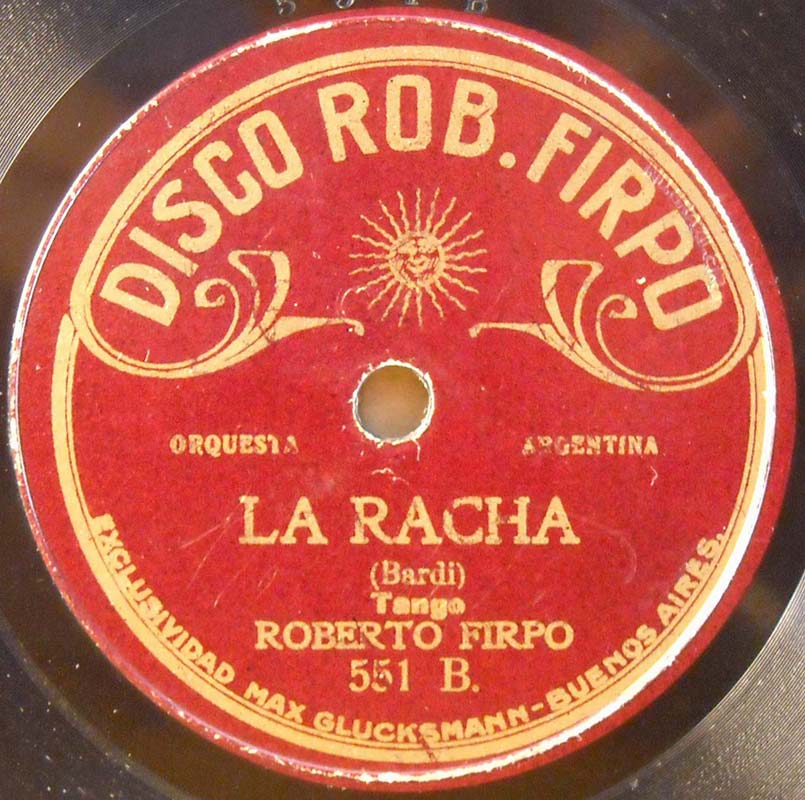 DISCO ROB. FIRPO
ORQUESTA ARGENTINA
LA RACHA
(Bardi)
Tango
ROBERTO FIRPO
551 B.
EXCLUSIVIDAD MAX GLUCKSMANN-BUENOS AIRES.